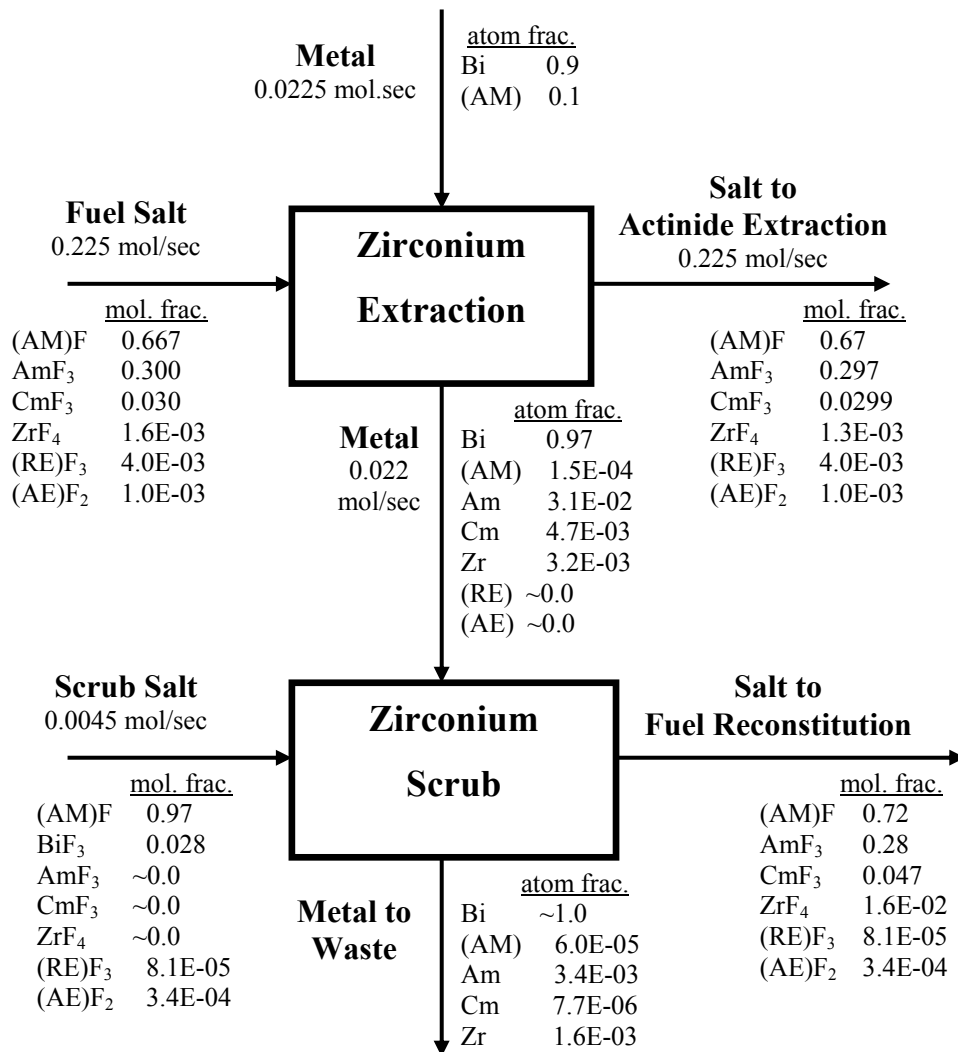 Metal
0.0225 mol.sec
atom frac.
Bi 0.9
(AM) 0.1
Fuel Salt
0.225 mol/sec
mol. frac.
(AM)F 0.667
AmF₃ 0.300
CmF₃ 0.030
ZrF₄ 1.6E-03
(RE)F₃ 4.0E-03
(AE)F₂ 1.0E-03
Zirconium
Extraction
Salt to
Actinide Extraction
0.225 mol/sec
mol. frac.
(AM)F 0.67
AmF₃ 0.297
CmF₃ 0.0299
ZrF₄ 1.3E-03
(RE)F₃ 4.0E-03
(AE)F₂ 1.0E-03
Metal
0.022
mol/sec
atom frac.
Bi 0.97
(AM) 1.5E-04
Am 3.1E-02
Cm 4.7E-03
Zr 3.2E-03
(RE) ~0.0
(AE) ~0.0
Scrub Salt
0.0045 mol/sec
mol. frac.
(AM)F 0.97
BiF₃ 0.028
AmF₃ ~0.0
CmF₃ ~0.0
ZrF₄ ~0.0
(RE)F₃ 8.1E-05
(AE)F₂ 3.4E-04
Zirconium
Scrub
Salt to
Fuel Reconstitution
mol. frac.
(AM)F 0.72
AmF₃ 0.28
CmF₃ 0.047
ZrF₄ 1.6E-02
(RE)F₃ 8.1E-05
(AE)F₂ 3.4E-04
Metal to
Waste
atom frac.
Bi ~1.0
(AM) 6.0E-05
Am 3.4E-03
Cm 7.7E-06
Zr 1.6E-03